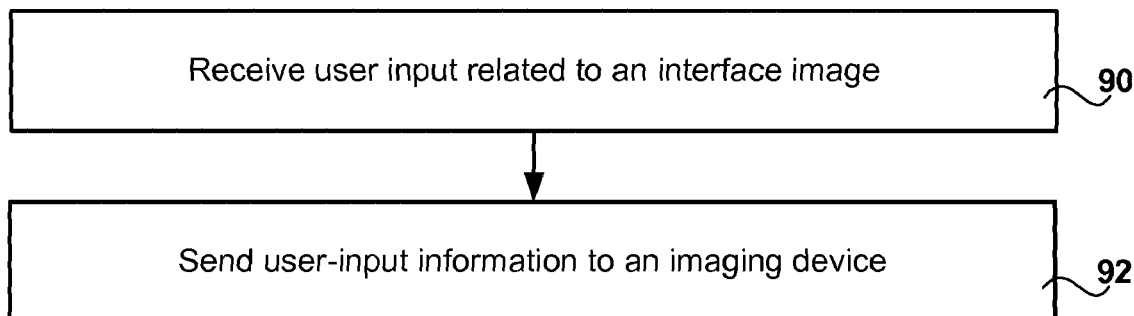 Receive user input related to an interface image
90
Send user-input information to an imaging device
92